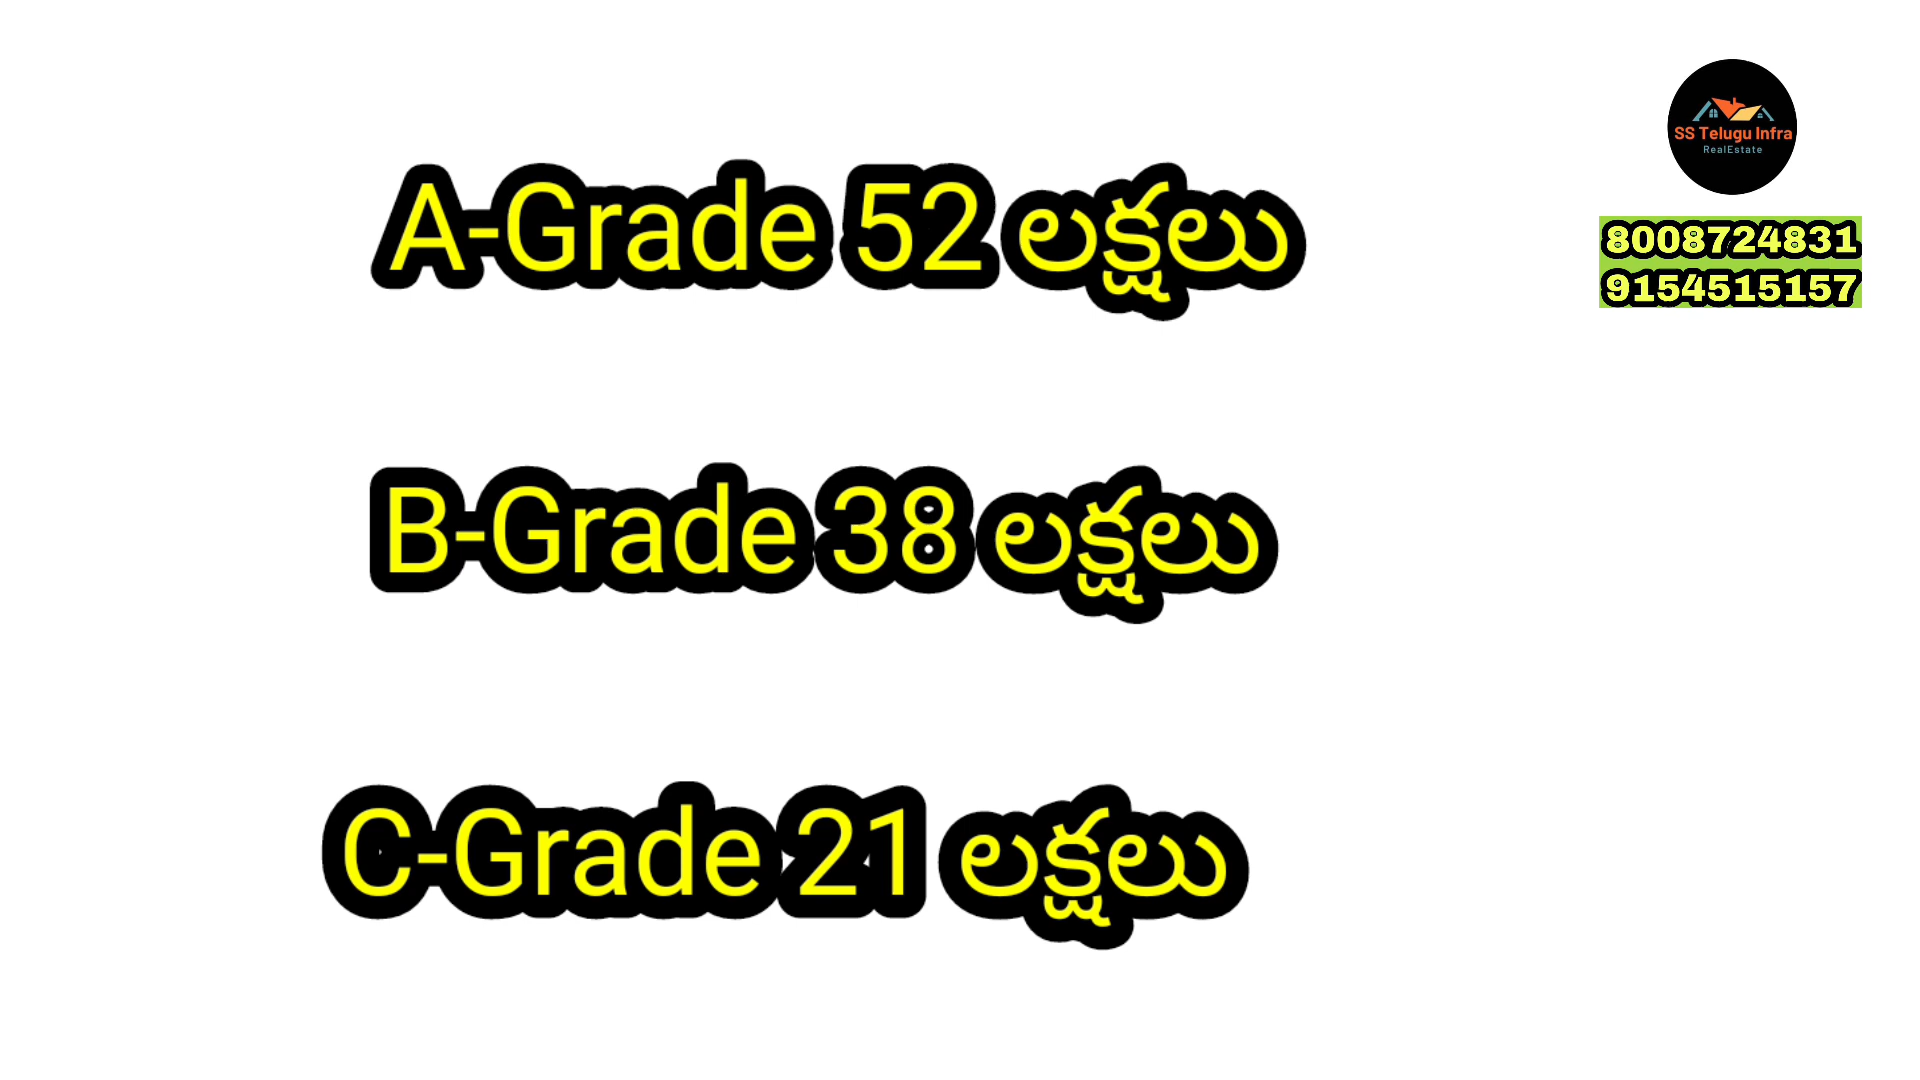 SS Telugu Infra
RealEstate
8008724831
9154515157
A-Grade 52 లక్షలు
B-Grade 38 లక్షలు
C-Grade 21 లక్షలు